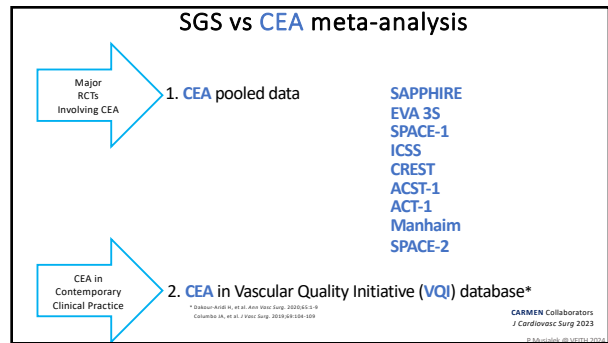 SGS vs CEA meta-analysis
Major
RCTs
Involving CEA
1. CEA pooled data
SAPPHIRE
EVA 3S
SPACE-1
ICSS
CREST
ACST-1
ACT-1
Manhaim
SPACE-2
CEA in
Contemporary
Clinical Practice
2. CEA in Vascular Quality Initiative (VQI) database*
* Dakour-Aridi H, et al. Ann Vasc Surg. 2020;65:1-9
Columbo JA, et al. J Vasc Surg. 2019;69:104-109
CARMEN Collaborators
J Cardiovasc Surg 2023
P Musialek @ VEITH 2024